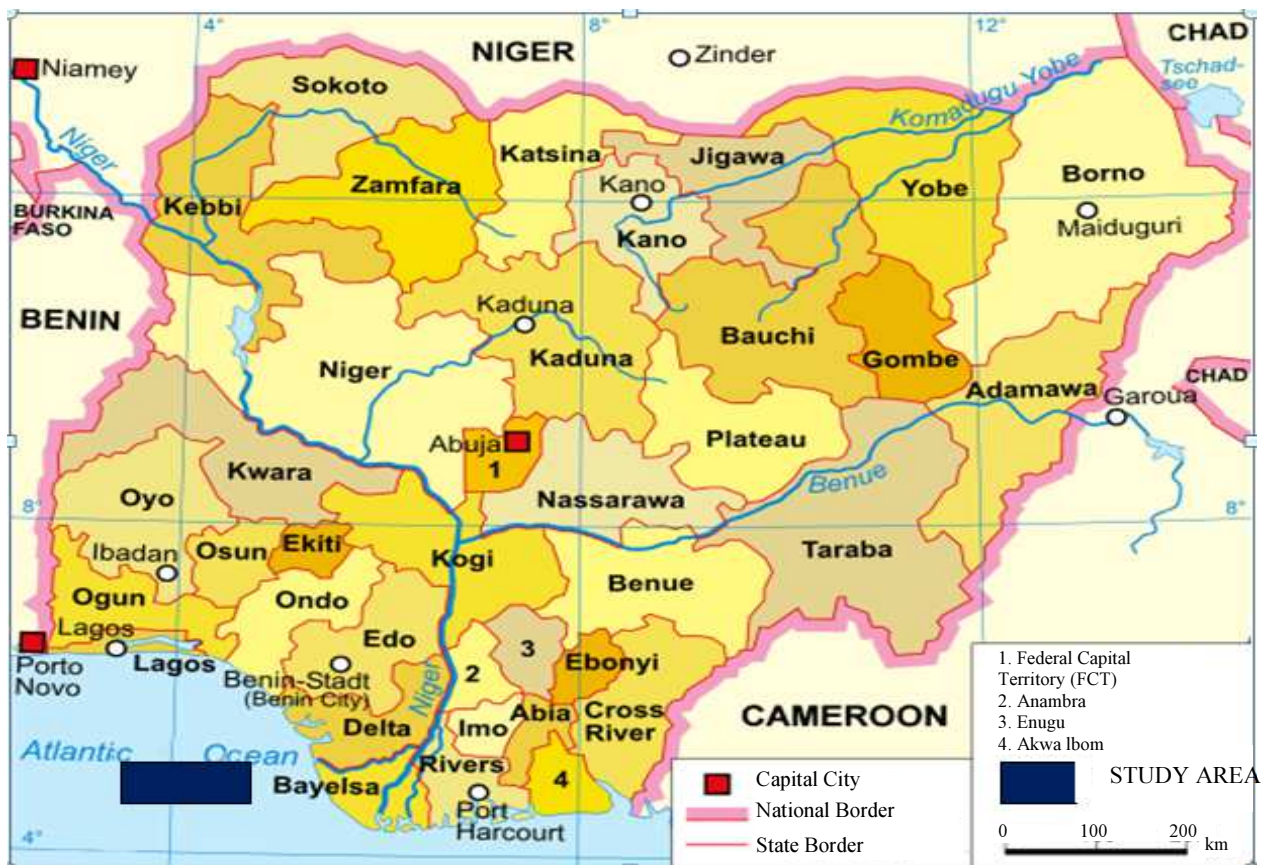 4°
8°
12°
NIGER
Zinder
CHAD
Tschad-
see
Niamey
Niger
Sokoto
Komadugu Yobe
Katsina
Jigawa
Zamfara
Kano
Yobe
Borno
Kebbi
BURKINA
FASO
Maiduguri
Kano
BENIN
Kaduna
Bauchi
Kaduna
Gombe
Niger
Adamawa
CHAD
Garoua
Abuja
1
Plateau
Kwara
Benue
Nassarawa
Oyo
8°
8°
Ibadan
Osun
Ekiti
Kogi
Taraba
Benue
Ogun
Ondo
Lagos
Edo
3
Ebonyi
Porto
Novo
Lagos
2
Benin-Stadt
(Benin City)
Niger
Delta
Imo
Abia
Cross
River
CAMEROON
Atlantic Ocean
Rivers
4
Bayelsa
Port
Harcourt
4°
8°
12°
1. Federal Capital
Territory (FCT)
2. Anambra
3. Enugu
4. Akwa Ibom
STUDY AREA
0 100 200
km
Capital City
National Border
State Border